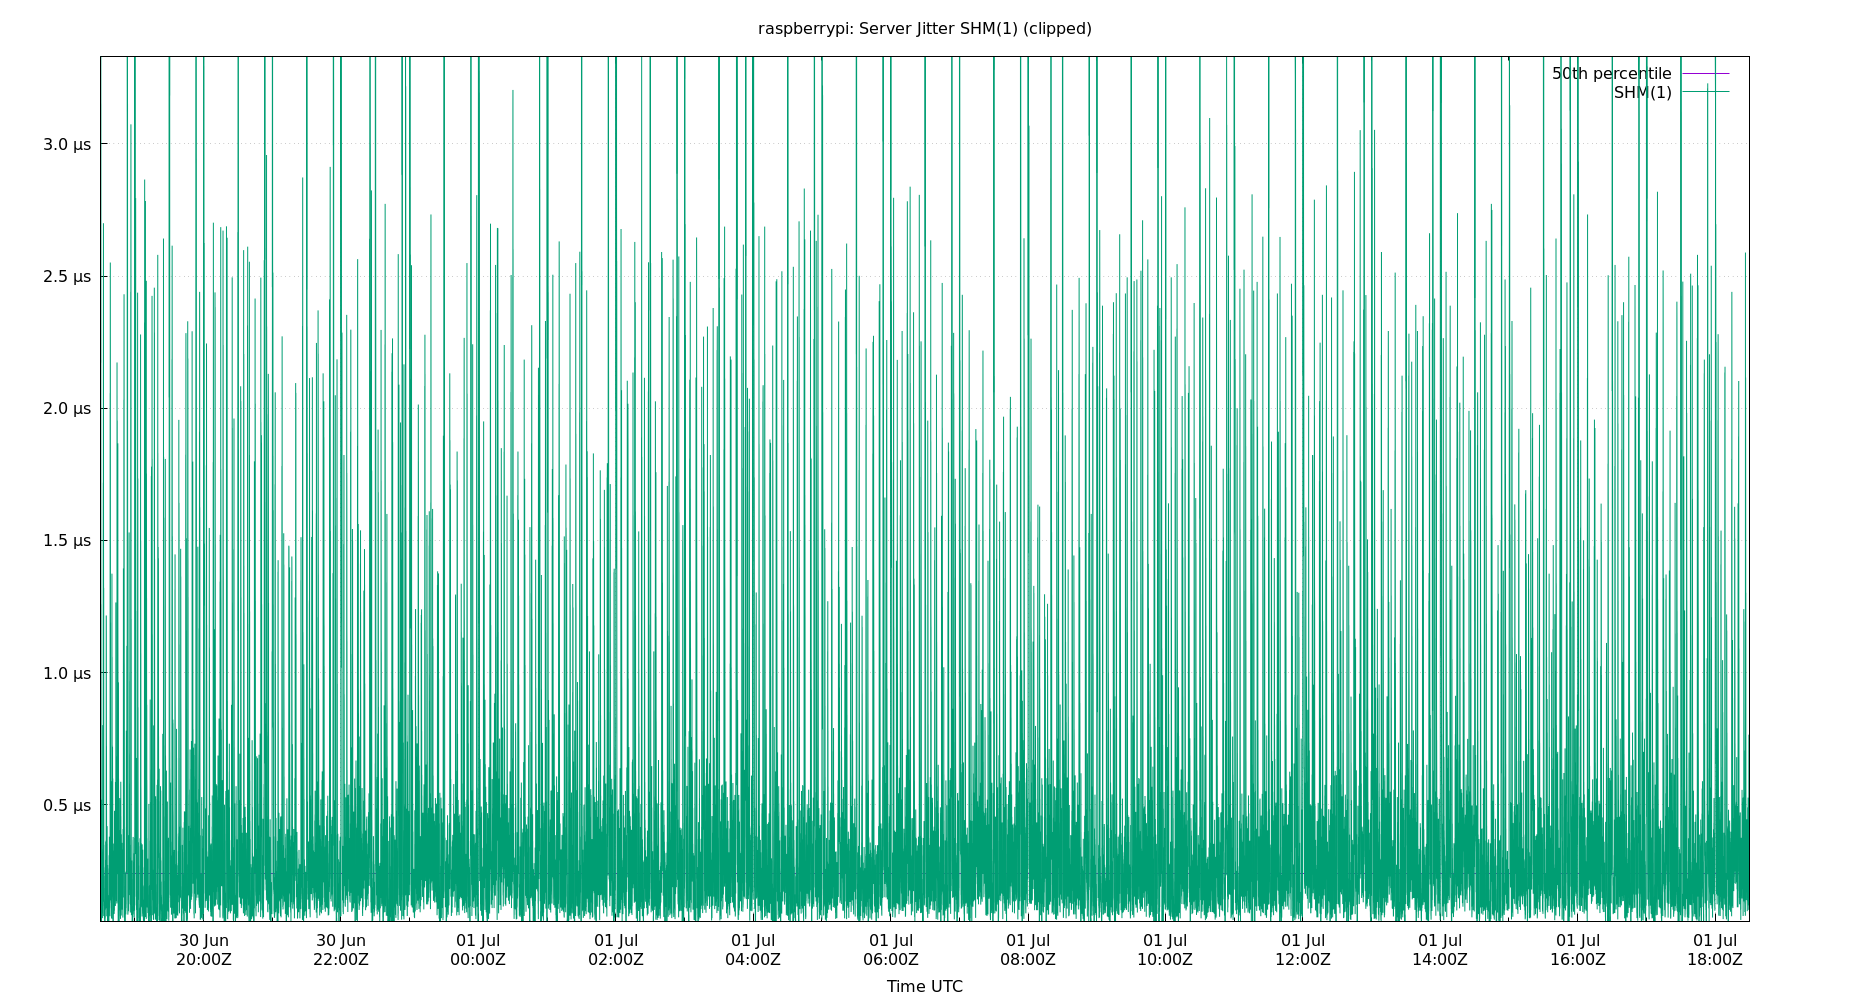 raspberrypi: Server Jitter SHM(1) (clipped)
50th percentile
SHM(1)
3.0 µs
2.5 µs
2.0 µs
1.5 µs
1.0 µs
0.5 µs
30 Jun 30 Jun 01 Jul 01 Jul 01 Jul 01 Jul 01 Jul 01 Jul 01 Jul 01 Jul 01 Jul 01 Jul
20:00Z 22:00Z 00:00Z 02:00Z 04:00Z 06:00Z 08:00Z 10:00Z 12:00Z 14:00Z 16:00Z 18:00Z
Time UTC